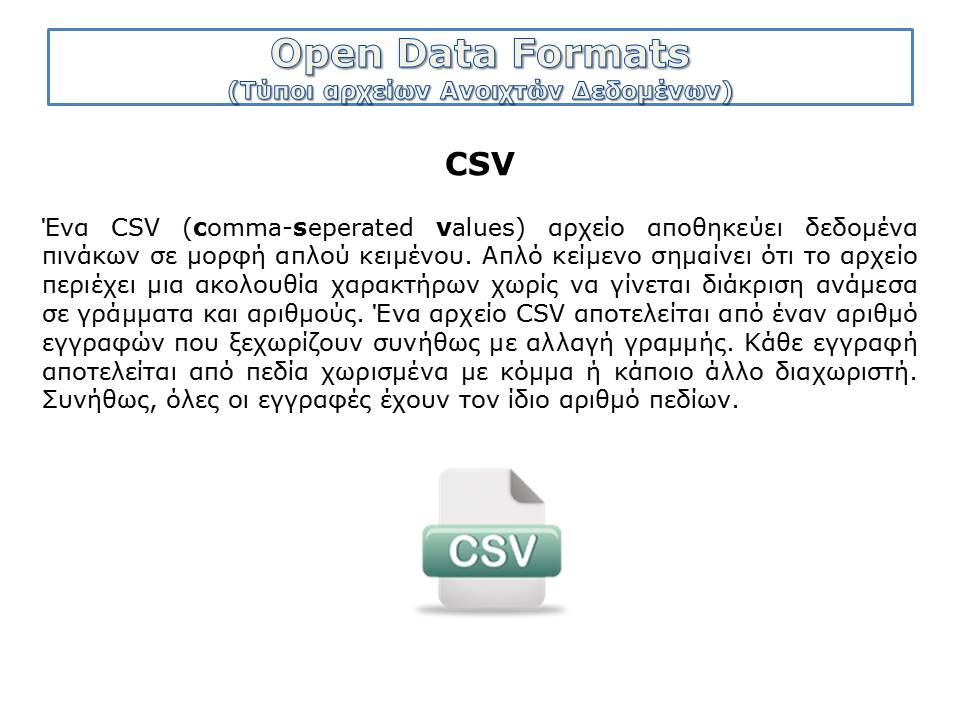 Open Data Formats
(Τύποι αρχείων Ανοιχτών Δεδομένων)
CSV
Ένα CSV (comma-seperated values) αρχείο αποθηκεύει δεδομένα
πινάκων σε μορφή απλού κειμένου. Απλό κείμενο σημαίνει ότι το αρχείο
περιέχει μια ακολουθία χαρακτήρων χωρίς να γίνεται διάκριση ανάμεσα
σε γράμματα και αριθμούς. Ένα αρχείο CSV αποτελείται από έναν αριθμό
εγγραφών που ξεχωρίζουν συνήθως με αλλαγή γραμμής. Κάθε εγγραφή
αποτελείται από πεδία χωρισμένα με κόμμα ή κάποιο άλλο διαχωριστή.
Συνήθως, όλες οι εγγραφές έχουν τον ίδιο αριθμό πεδίων.
CSV